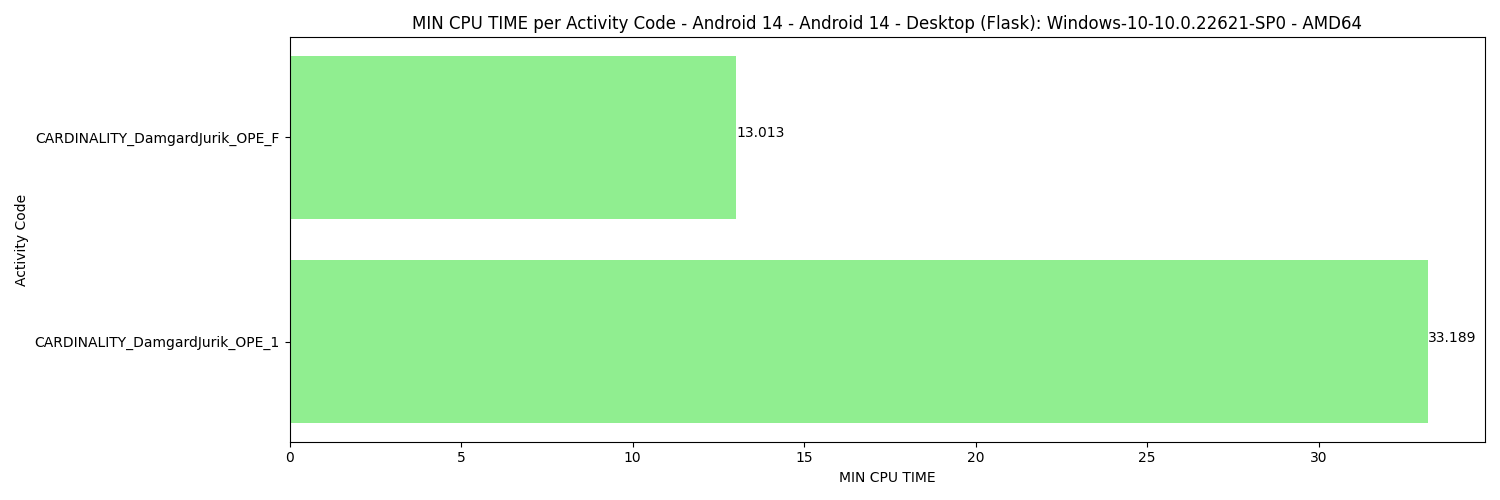 MIN CPU TIME per Activity Code - Android 14 - Android 14 - Desktop (Flask): Windows-10-10.0.22621-SP0 - AMD64
Activity Code
CARDINALITY_DamgardJurik_OPE_F
13.013
CARDINALITY_DamgardJurik_OPE_1
33.189
0 5 10 15 20 25 30
MIN CPU TIME